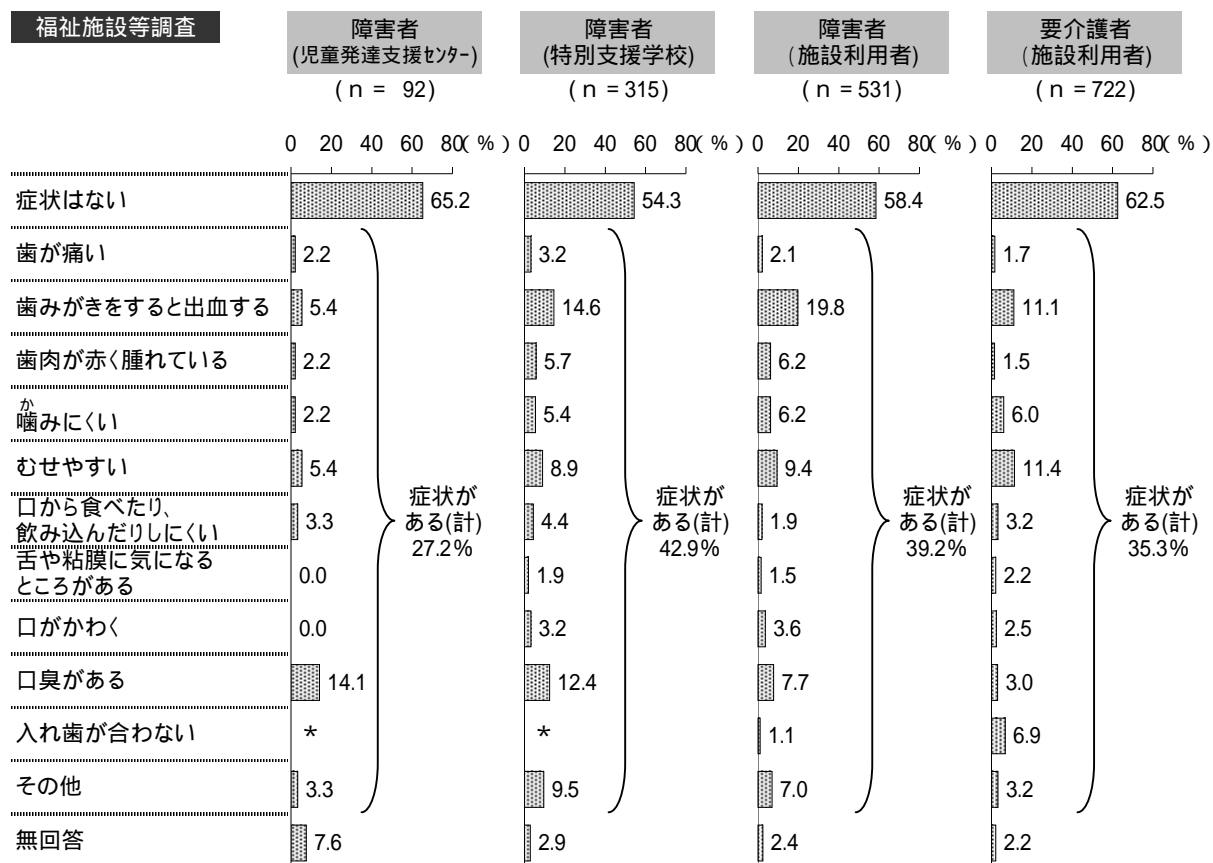 福祉施設等調査
障害者
(児童発達支援センター)
(n= 92)
障害者
(特別支援学校)
(n=315)
障害者
(施設利用者)
(n=531)
要介護者
(施設利用者)
(n=722)
0 20 40 60 80(%) 0 20 40 60 80(%) 0 20 40 60 80(%) 0 20 40 60 80(%)
症状はない 65.2 54.3 58.4 62.5
歯が痛い 2.2 3.2 2.1 1.7
歯みがきをすると出血する 5.4 14.6 19.8 11.1
歯肉が赤く腫れている 2.2 5.7 6.2 1.5
か
噛みにくい 2.2 5.4 6.2 6.0
むせやすい 5.4 8.9 9.4 11.4
口から食べたり、
飲み込んだりしにくい 3.3 4.4 1.9 3.2
舌や粘膜に気になる
ところがある 0.0 1.9 1.5 2.2
口がかわく 0.0 3.2 3.6 2.5
口臭がある 14.1 12.4 7.7 3.0
入れ歯が合わない * * 1.1 6.9
その他 3.3 9.5 7.0 3.2
無回答 7.6 2.9 2.4 2.2
症状が
ある(計)
27.2%
症状が
ある(計)
42.9%
症状が
ある(計)
39.2%
症状が
ある(計)
35.3%